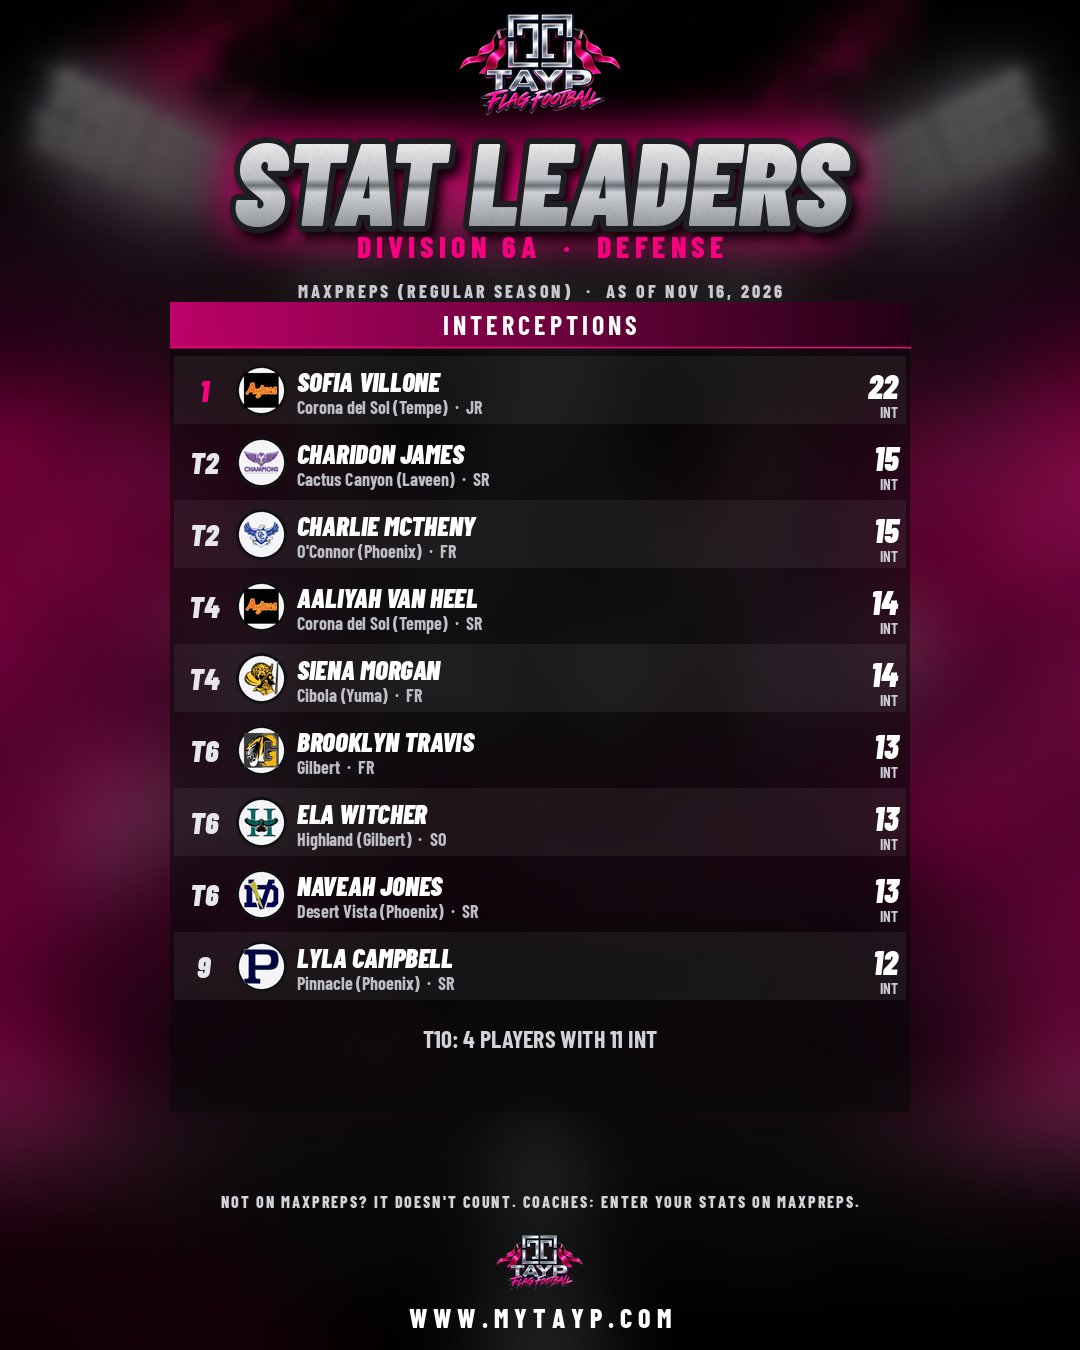 TAYP
FLAG FOOTBALL
STAT LEADERS
DIVISION 6A · DEFENSE
MAXPREPS (REGULAR SEASON) · AS OF NOV 16, 2026
INTERCEPTIONS
1 Aztecs SOFIA VILLONE 22
Corona del Sol (Tempe) · JR INT
T2 CHAMPIONS CHARIDON JAMES 15
Cactus Canyon (Laveen) · SR INT
T2 CHARLIE MCTHENY 15
O'Connor (Phoenix) · FR INT
T4 Aztecs AALIYAH VAN HEEL 14
Corona del Sol (Tempe) · SR INT
T4 SIENA MORGAN 14
Cibola (Yuma) · FR INT
T6 G BROOKLYN TRAVIS 13
Gilbert · FR INT
T6 H ELA WITCHER 13
Highland (Gilbert) · SO INT
T6 DV NAVEAH JONES 13
Desert Vista (Phoenix) · SR INT
9 P LYLA CAMPBELL 12
Pinnacle (Phoenix) · SR INT
T10: 4 PLAYERS WITH 11 INT
NOT ON MAXPREPS? IT DOESN'T COUNT. COACHES: ENTER YOUR STATS ON MAXPREPS.
TAYP
FLAG FOOTBALL
WWW.MYTAYP.COM